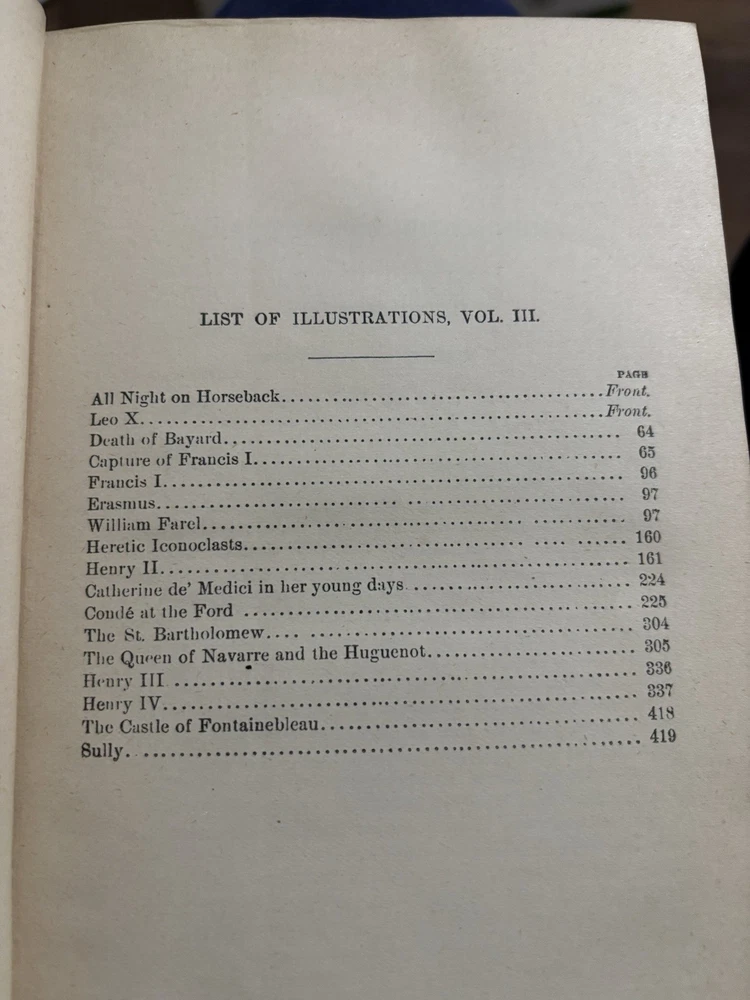 LIST OF ILLUSTRATIONS, VOL. III.
PAGE
All Night on Horseback........................................Front.
Leo X........................................Front.
Death of Bayard........................................ 64
Capture of Francis I........................................ 65
Francis I........................................ 96
Erasmus........................................ 97
William Farel........................................ 97
Heretic Iconoclasts........................................ 160
Henry II........................................ 161
Catherine de' Medici in her young days........................................ 224
Condé at the Ford ........................................ 225
The St. Bartholomew........................................ 304
The Queen of Navarre and the Huguenot........................................ 305
Henry III ........................................ 336
Henry IV........................................ 337
The Castle of Fontainebleau........................................ 418
Sully........................................ 419